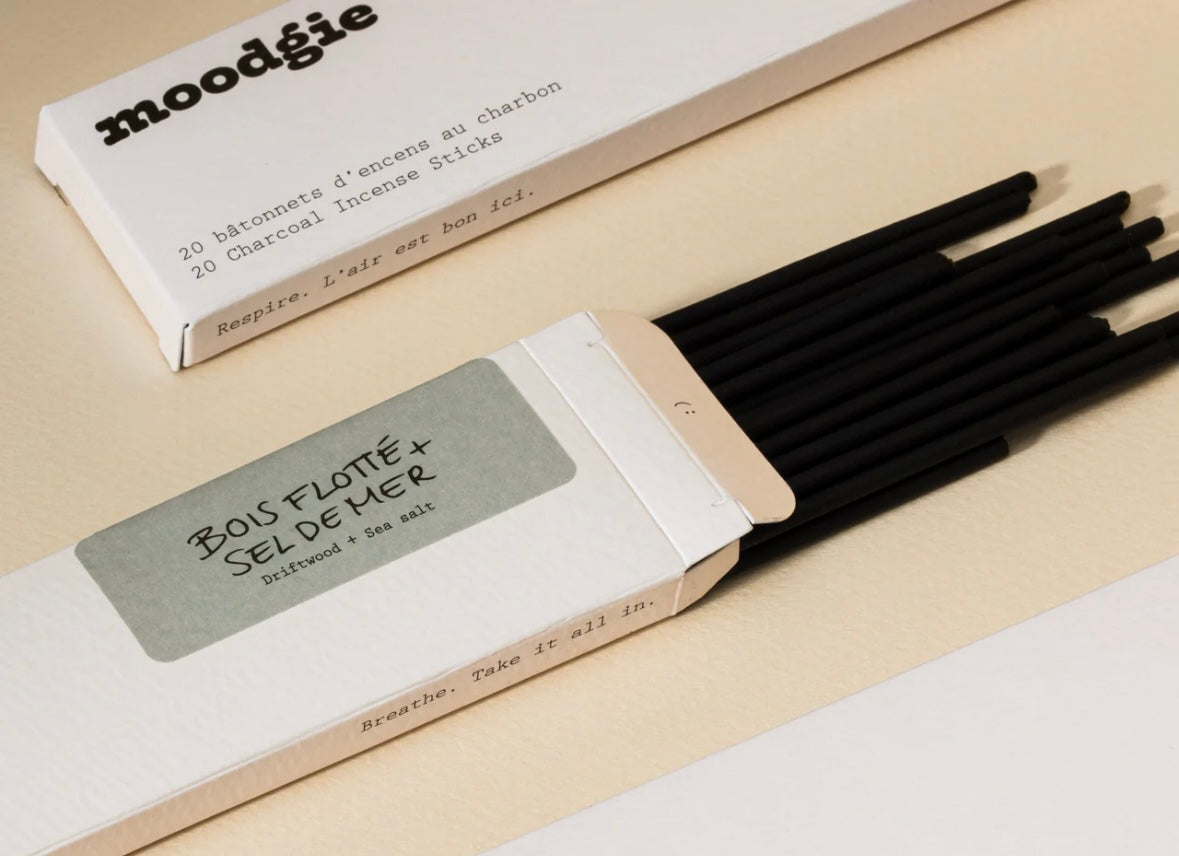 moodgie
20 bâtonnets d'encens au charbon
20 Charcoal Incense Sticks
Respire. L'air est bon ici.
BOIS FLOTTÉ +
SEL DE MER
Driftwood + Sea salt
Breathe. Take it all in.
(: